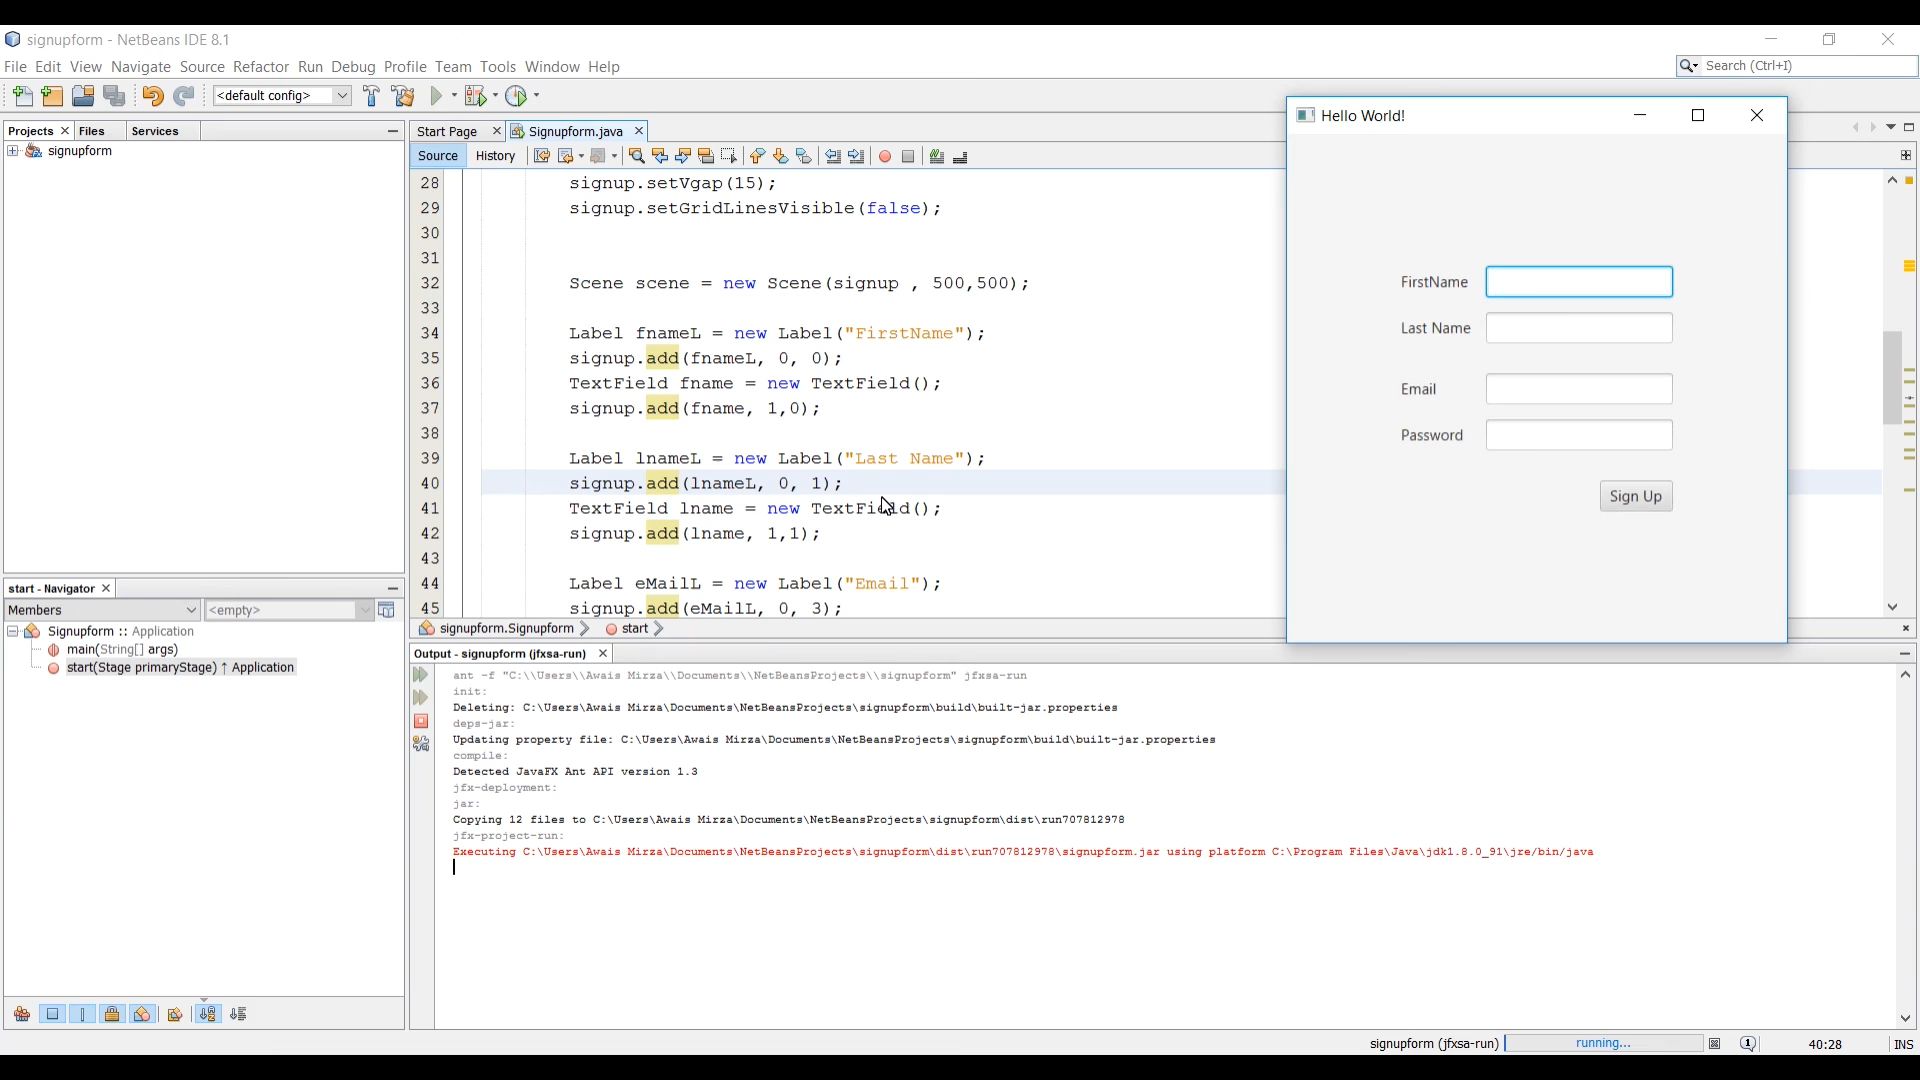 signupform - NetBeans IDE 8.1
File Edit View Navigate Source Refactor Run Debug Profile Team Tools Window Help
Search (Ctrl+I)
<default config>
Projects Files Services
signupform
Start Page Signupform.java
Source History
28 signup.setVgap(15);
29 signup.setGridLinesVisible(false);
30
31
32 Scene scene = new Scene(signup , 500,500);
33
34 Label fnameL = new Label("FirstName");
35 signup.add(fnameL, 0, 0);
36 TextField fname = new TextField();
37 signup.add(fname, 1,0);
38
39 Label lnameL = new Label("Last Name");
40 signup.add(lnameL, 0, 1);
41 TextField lname = new TextField();
42 signup.add(lname, 1,1);
43
44 Label eMailL = new Label("Email");
45 signup.add(eMailL, 0, 3);
signupform.Signupform start
Hello World!
FirstName
Last Name
Email
Password
Sign Up
start - Navigator
Members <empty>
Signupform :: Application
main(String[] args)
start(Stage primaryStage) ↑ Application
Output - signupform (jfxsa-run)
ant -f "C:\\Users\\Awais Mirza\\Documents\\NetBeansProjects\\signupform" jfxsa-run
init:
Deleting: C:\Users\Awais Mirza\Documents\NetBeansProjects\signupform\build\built-jar.properties
deps-jar:
Updating property file: C:\Users\Awais Mirza\Documents\NetBeansProjects\signupform\build\built-jar.properties
compile:
Detected JavaFX Ant API version 1.3
jfx-deployment:
jar:
Copying 12 files to C:\Users\Awais Mirza\Documents\NetBeansProjects\signupform\dist\run707812978
jfx-project-run:
Executing C:\Users\Awais Mirza\Documents\NetBeansProjects\signupform\dist\run707812978\signupform.jar using platform C:\Program Files\Java\jdk1.8.0_91\jre/bin/java
signupform (jfxsa-run) running... 1 40:28 INS